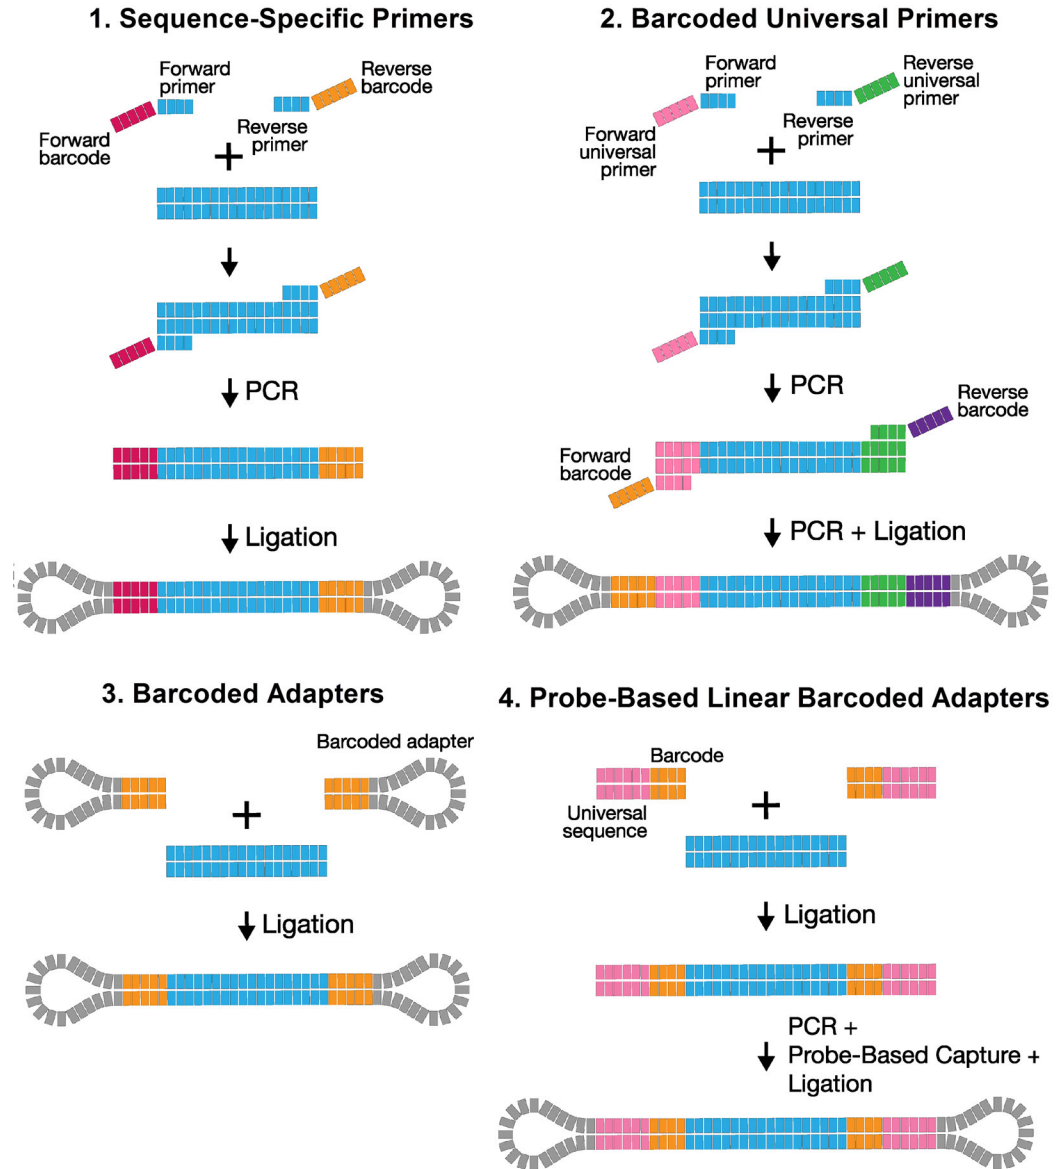 1. Sequence-Specific Primers
Forward
primer
Reverse
barcode
Forward
barcode
Reverse
primer
PCR
Ligation
2. Barcoded Universal Primers
Forward
primer
Reverse
universal
primer
Forward
universal
primer
Reverse
primer
PCR
Reverse
barcode
Forward
barcode
PCR + Ligation
3. Barcoded Adapters
Barcoded adapter
Ligation
4. Probe-Based Linear Barcoded Adapters
Barcode
Universal
sequence
Ligation
PCR +
Probe-Based Capture +
Ligation